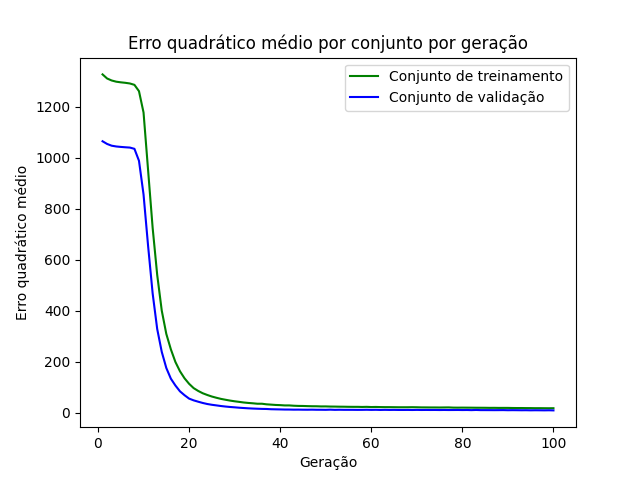 Erro quadrático médio por conjunto por geração
Conjunto de treinamento
Conjunto de validação
Erro quadrático médio
1200
1000
800
600
400
200
0
0 20 40 60 80 100
Geração